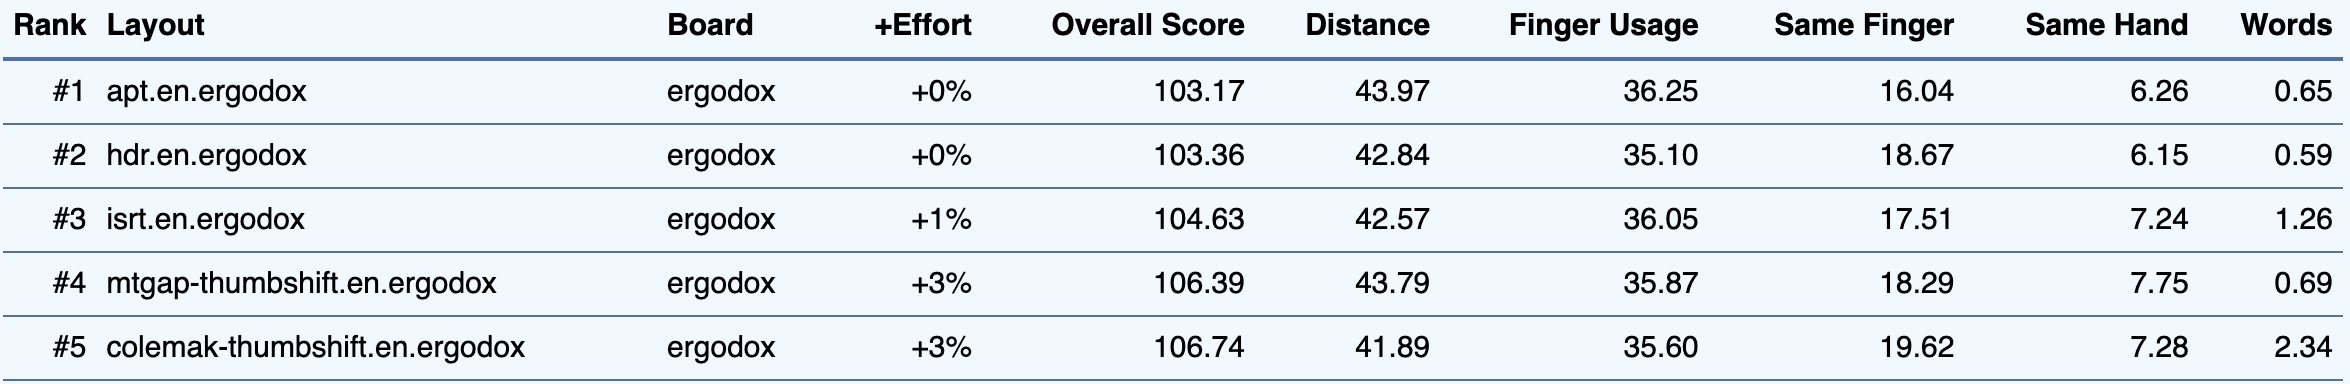 Rank Layout Board +Effort Overall Score Distance Finger Usage Same Finger Same Hand Words
#1 apt.en.ergodox ergodox +0% 103.17 43.97 36.25 16.04 6.26 0.65
#2 hdr.en.ergodox ergodox +0% 103.36 42.84 35.10 18.67 6.15 0.59
#3 isrt.en.ergodox ergodox +1% 104.63 42.57 36.05 17.51 7.24 1.26
#4 mtgap-thumbshift.en.ergodox ergodox +3% 106.39 43.79 35.87 18.29 7.75 0.69
#5 colemak-thumbshift.en.ergodox ergodox +3% 106.74 41.89 35.60 19.62 7.28 2.34